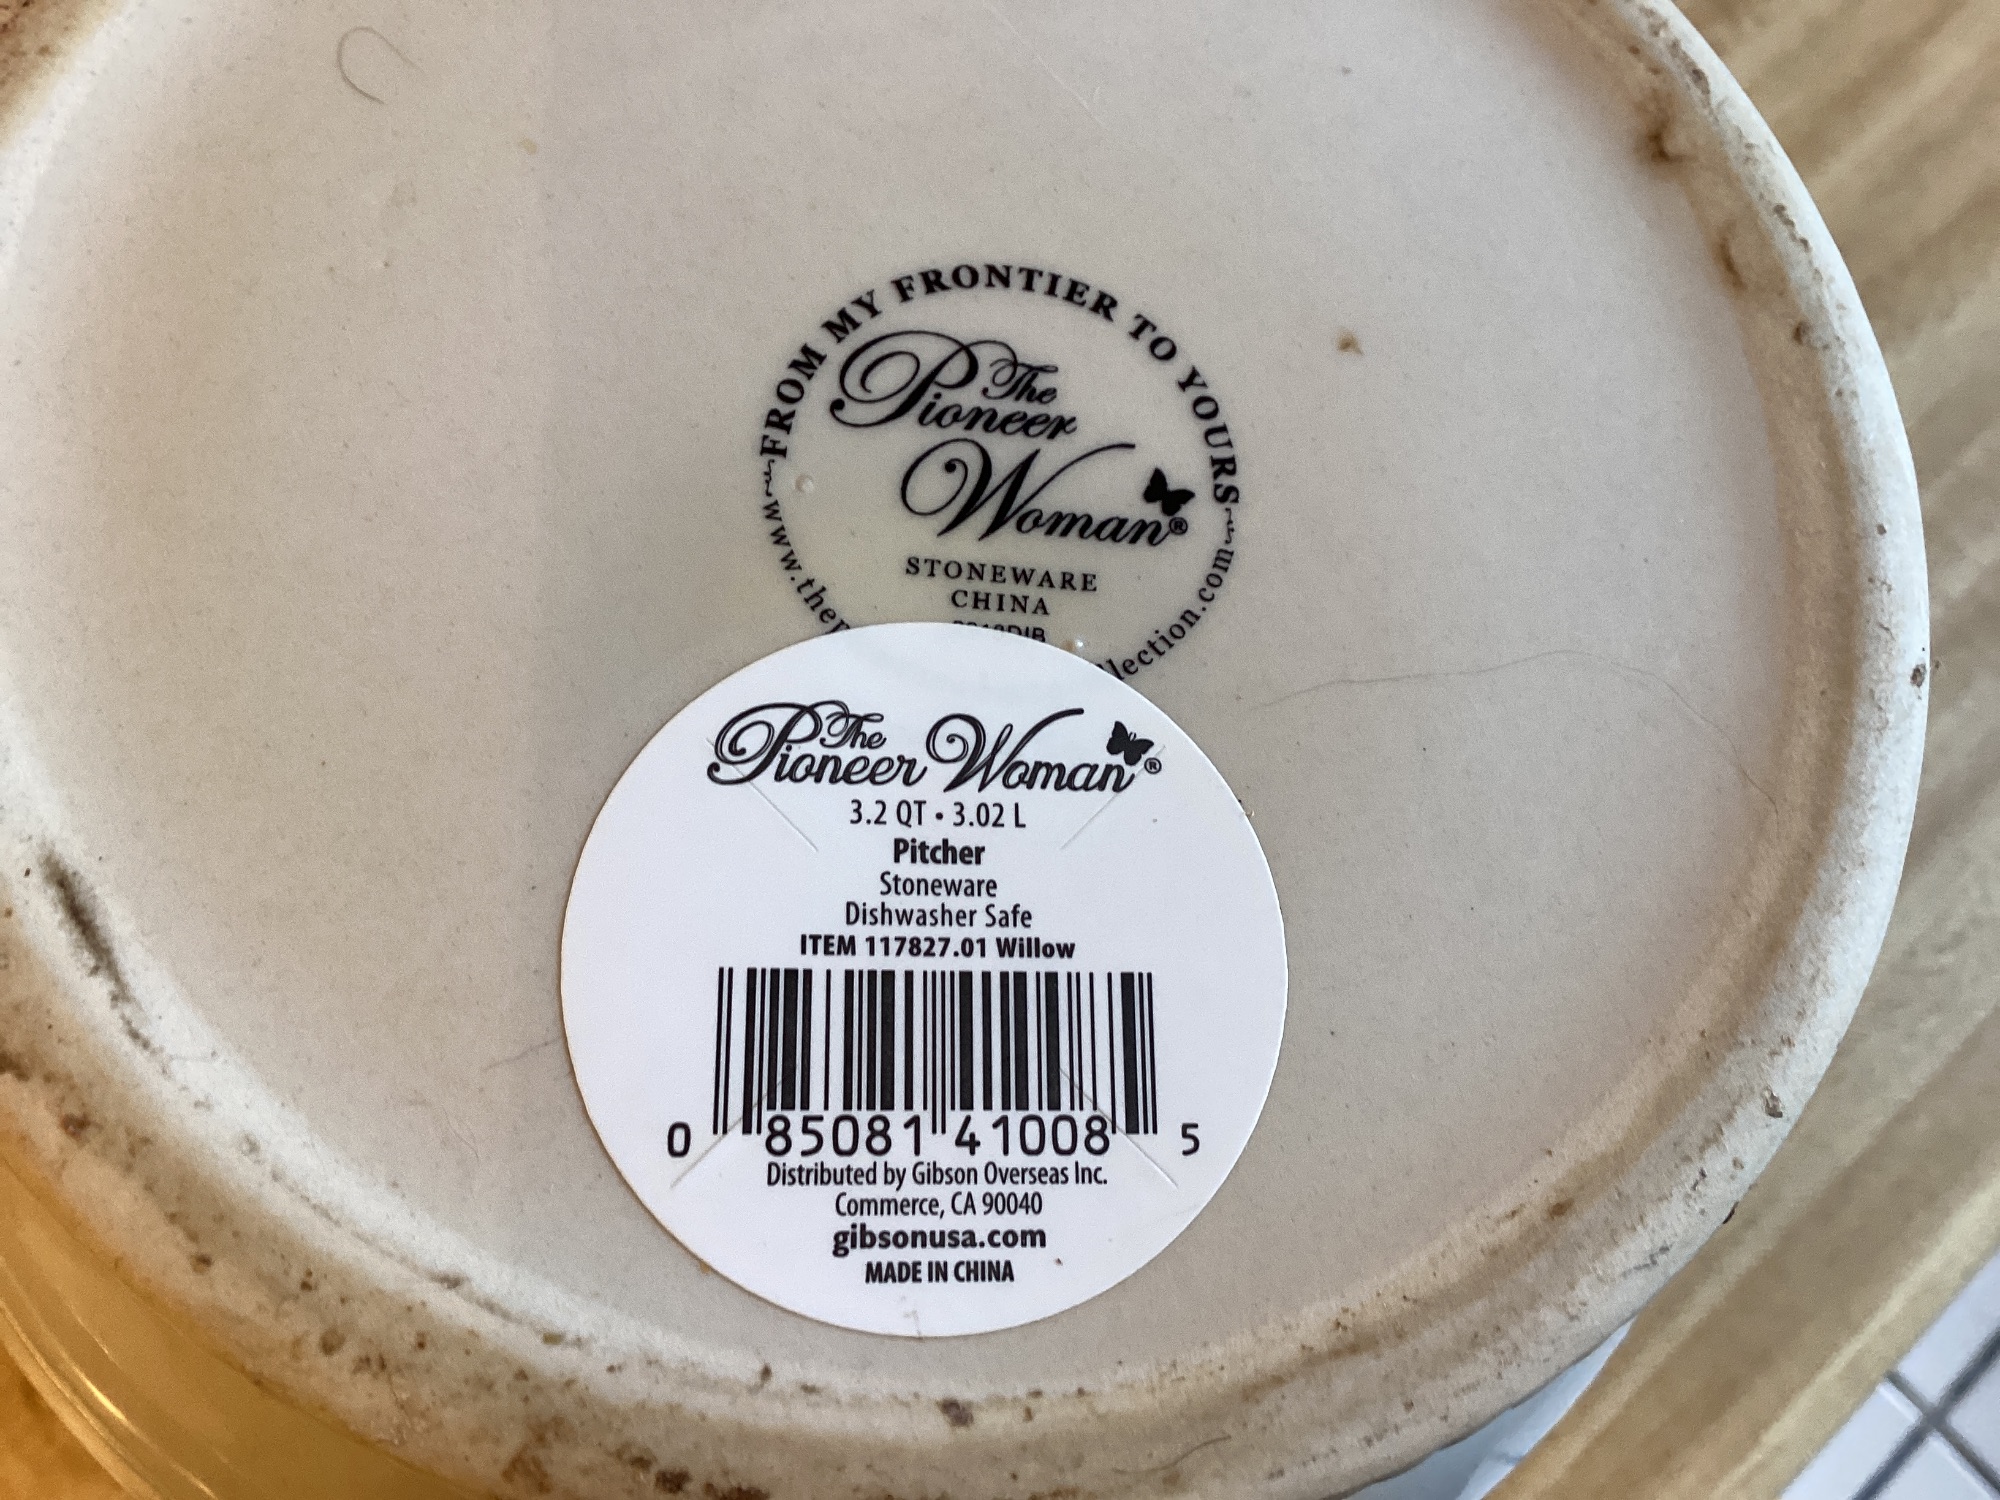 FROM MY FRONTIER TO YOURS
The
Pioneer
Woman®
STONEWARE
CHINA
The
Pioneer Woman®
3.2 QT • 3.02 L
Pitcher
Stoneware
Dishwasher Safe
ITEM 117827.01 Willow
0 85081 41008 5
Distributed by Gibson Overseas Inc.
Commerce, CA 90040
gibsonusa.com
MADE IN CHINA